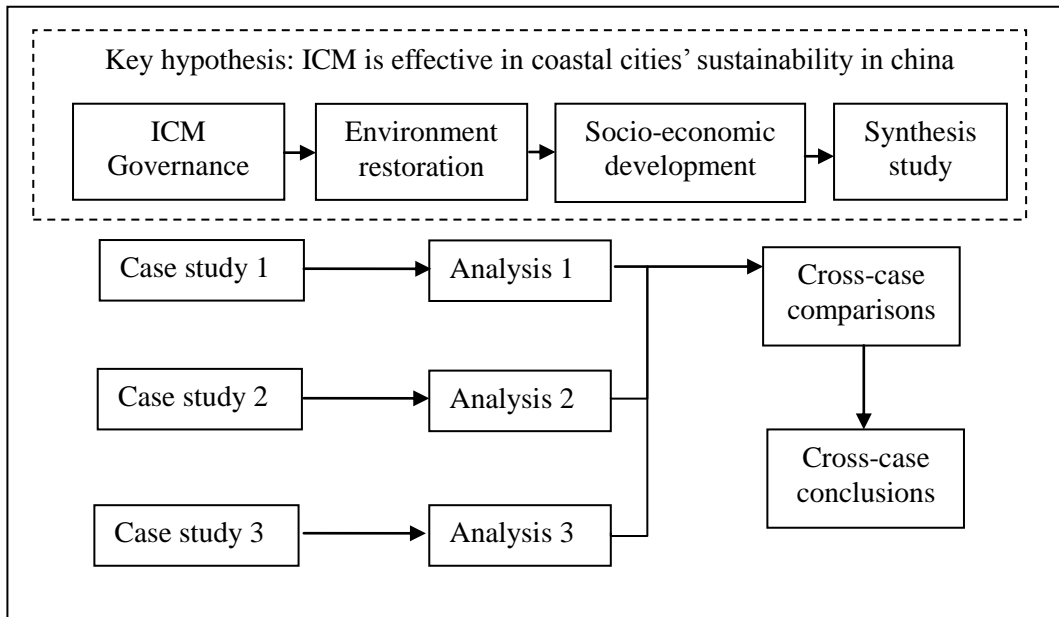 Key hypothesis: ICM is effective in coastal cities’ sustainability in china
ICM
Governance
Environment
restoration
Socio-economic
development
Synthesis
study
Case study 1
Analysis 1
Cross-case
comparisons
Case study 2
Analysis 2
Cross-case
conclusions
Case study 3
Analysis 3